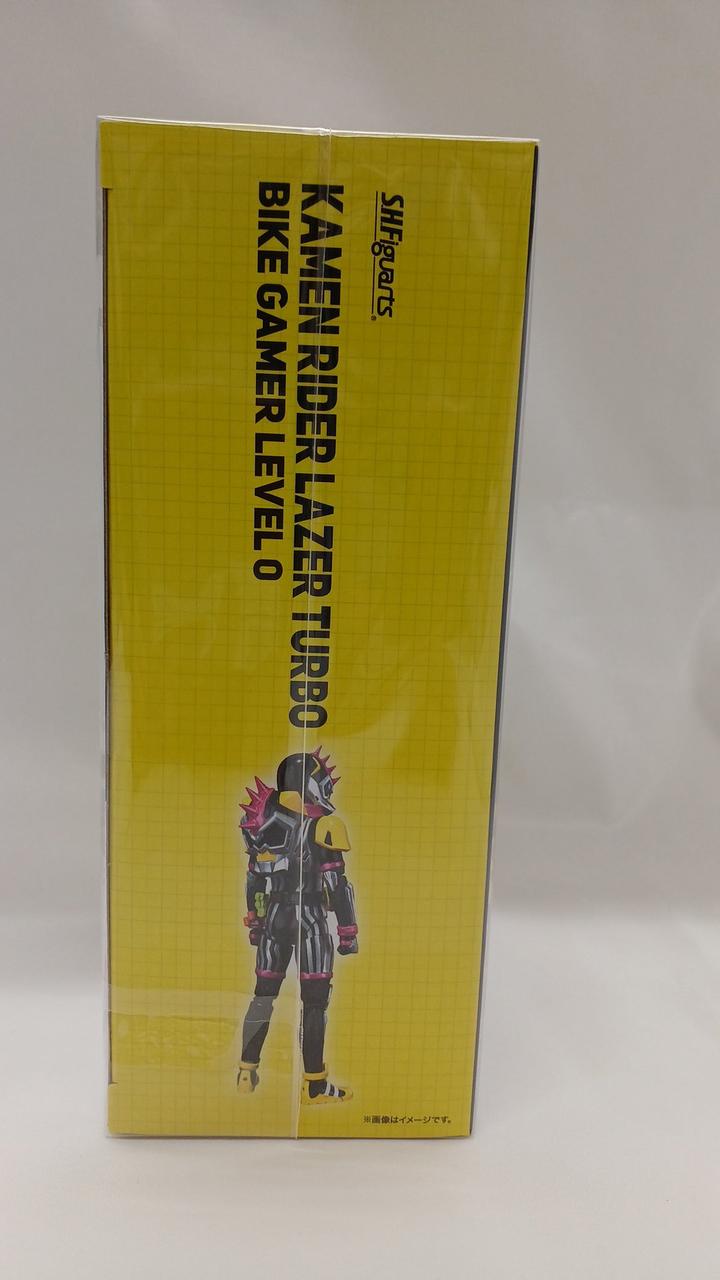 S.H.Figuarts®
KAMEN RIDER LAZER TURBO
BIKE GAMER LEVEL 0
※画像はイメージです。